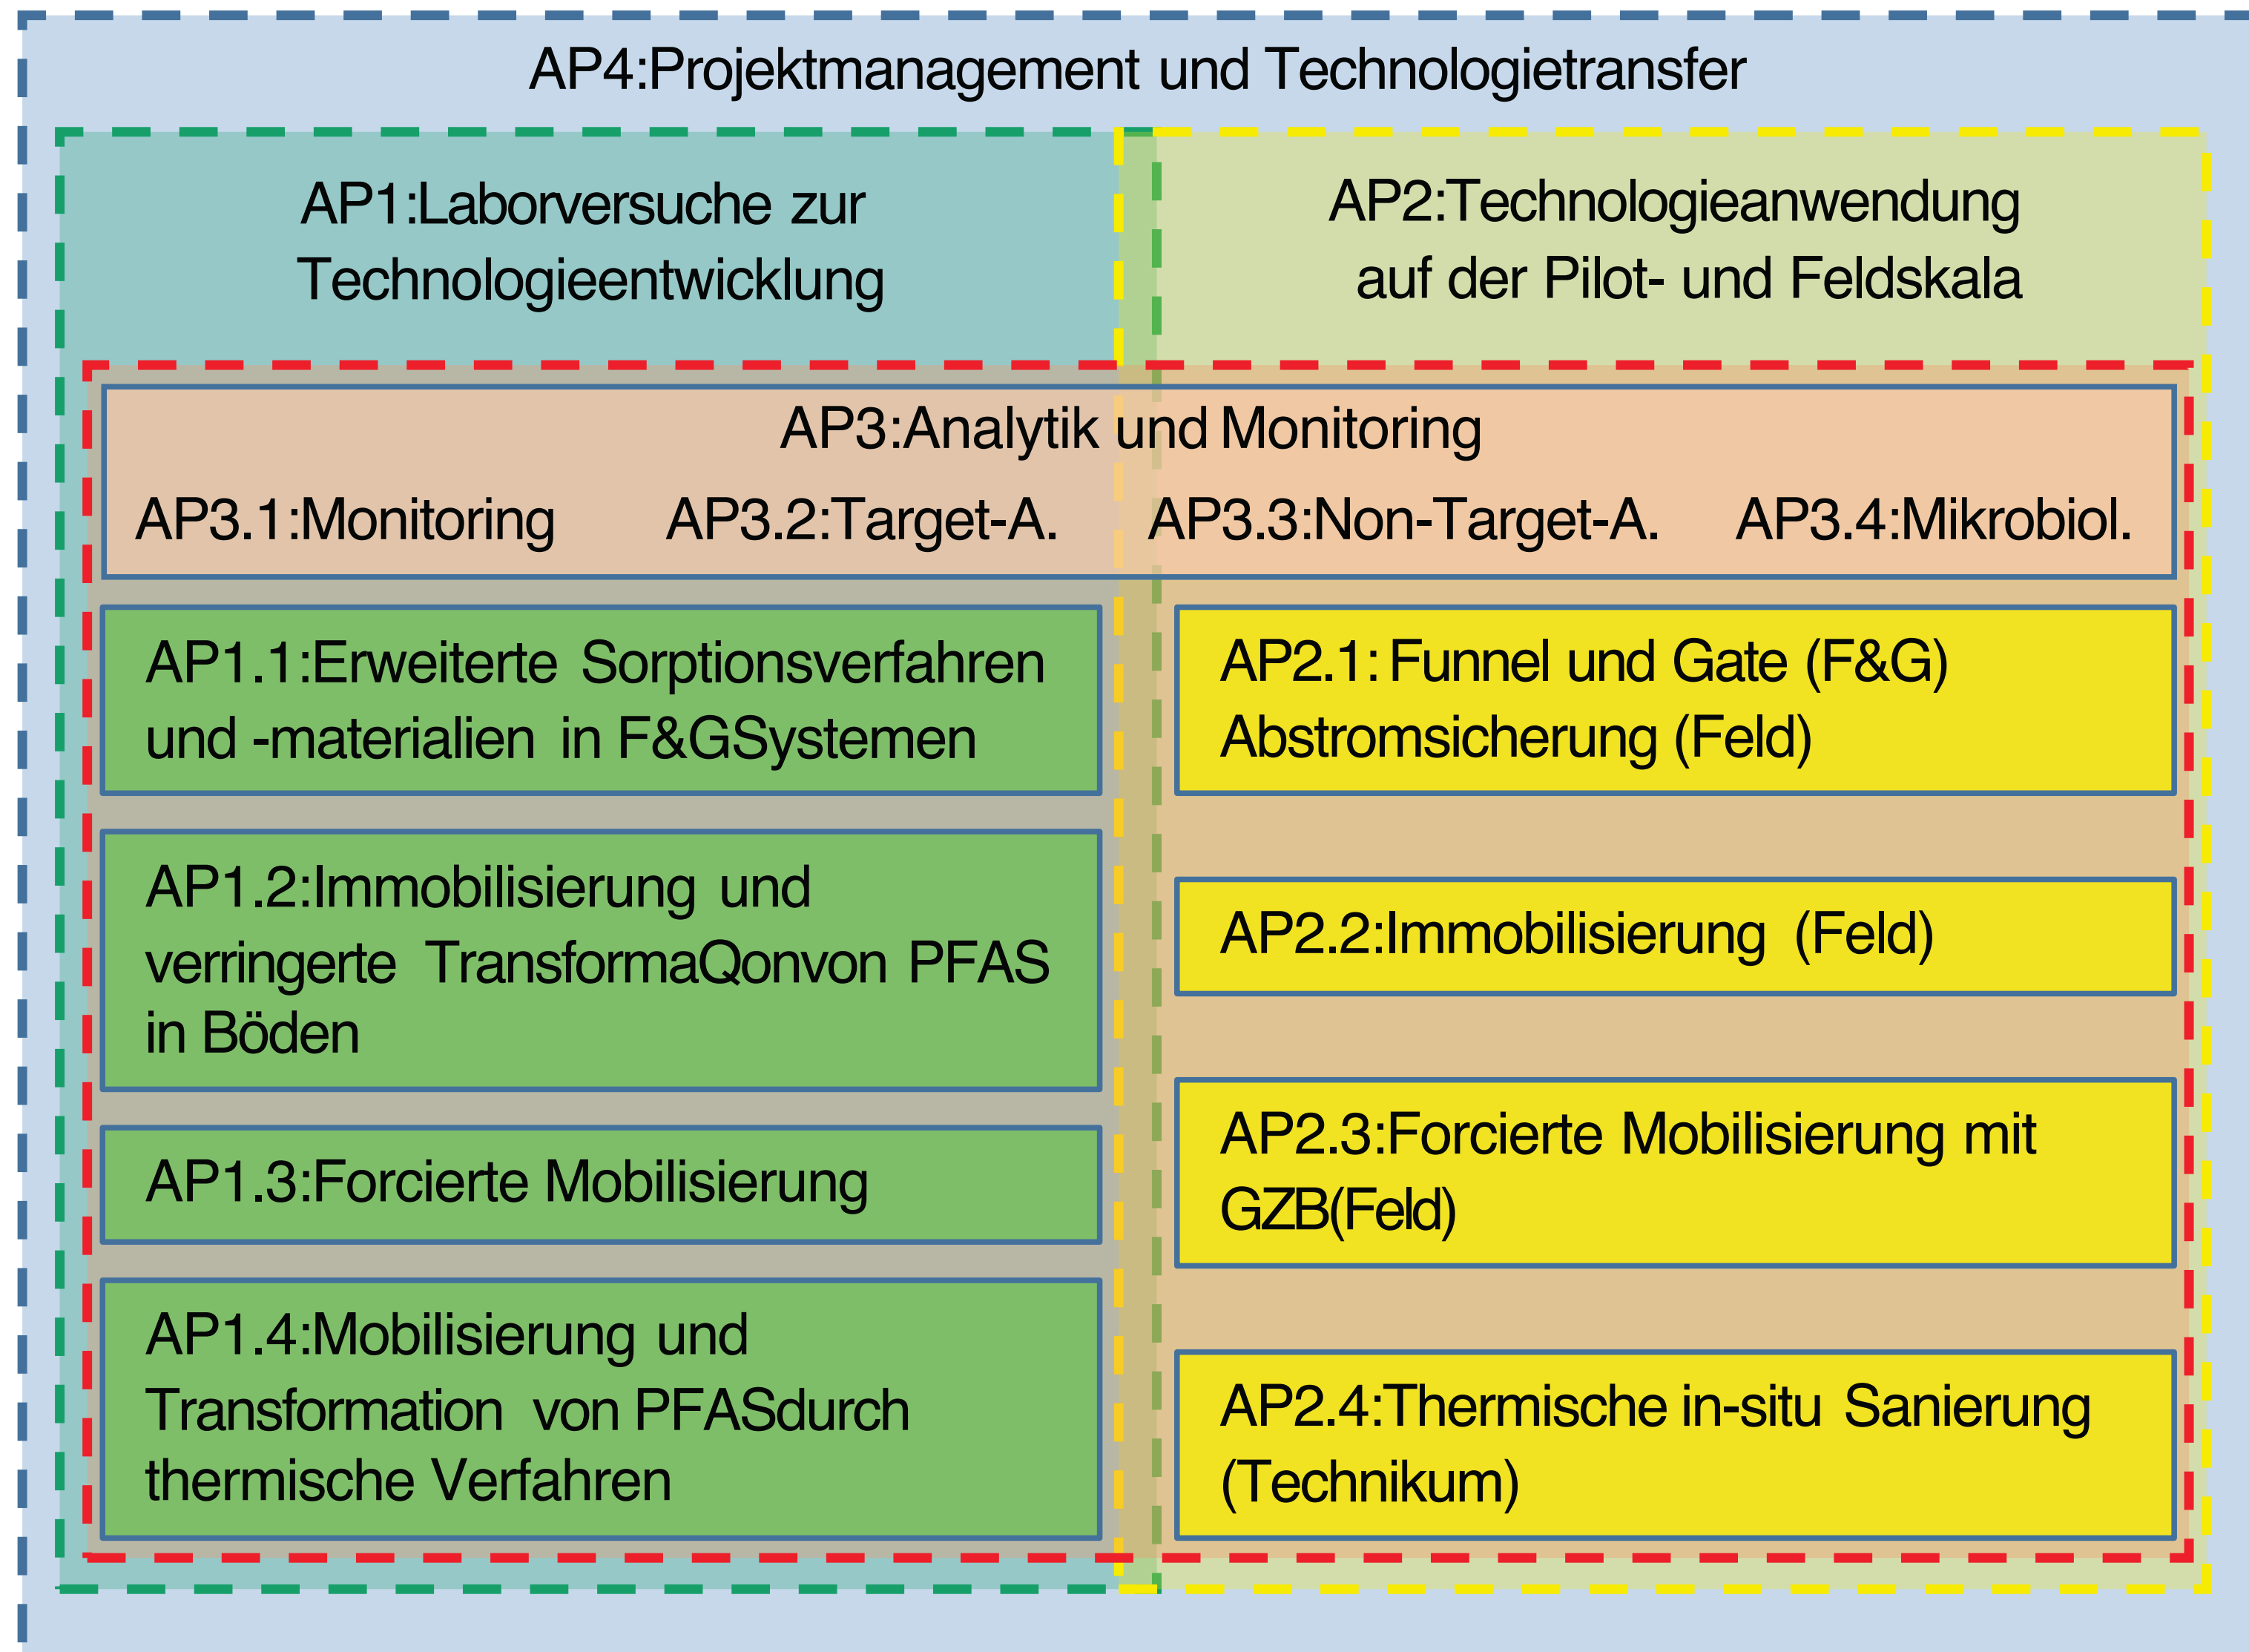 AP4:Projektmanagement und Technologietransfer
AP1:Laborversuche zur
Technologieentwicklung
AP2:Technologieanwendung
auf der Pilot- und Feldskala
AP3:Analytik und Monitoring
AP3.1:Monitoring AP3.2:Target-A. AP3.3:Non-Target-A. AP3.4:Mikrobiol.
AP1.1:Erweiterte Sorptionsverfahren
und -materialien in F&GSystemen
AP1.2:Immobilisierung und
verringerte TransformaQonvon PFAS
in Böden
AP1.3:Forcierte Mobilisierung
AP1.4:Mobilisierung und
Transformation von PFASdurch
thermische Verfahren
AP2.1: Funnel und Gate (F&G)
Abstromsicherung (Feld)
AP2.2:Immobilisierung (Feld)
AP2.3:Forcierte Mobilisierung mit
GZB(Feld)
AP2.4:Thermische in-situ Sanierung
(Technikum)